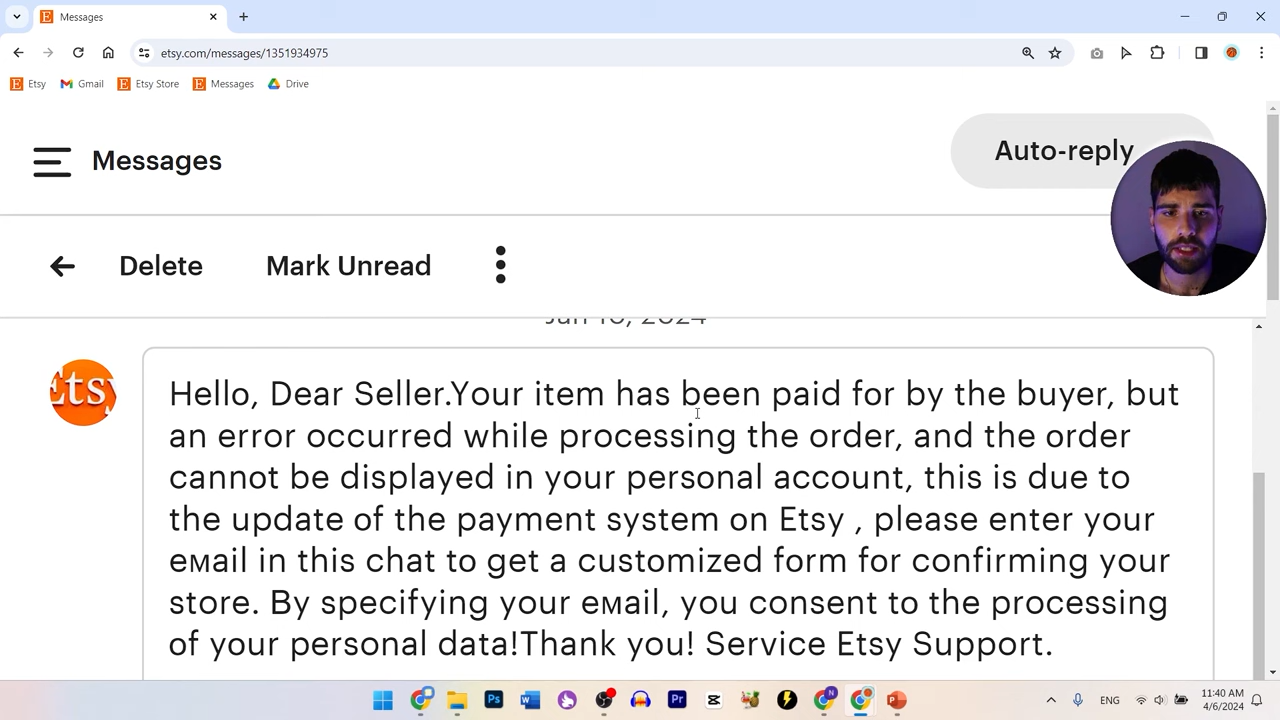 Messages
etsy.com/messages/1351934975
Etsy
Gmail
Etsy Store
Messages
Drive
Messages
Auto-reply
Delete
Mark Unread
Jan 10, 2024
Etsy
Hello, Dear Seller.Your item has been paid for by the buyer, but
an error occurred while processing the order, and the order
cannot be displayed in your personal account, this is due to
the update of the payment system on Etsy , please enter your
eмail in this chat to get a customized form for confirming your
store. By specifying your eмail, you consent to the processing
of your personal data!Thank you! Service Etsy Support.
ENG
11:40 AM
4/6/2024